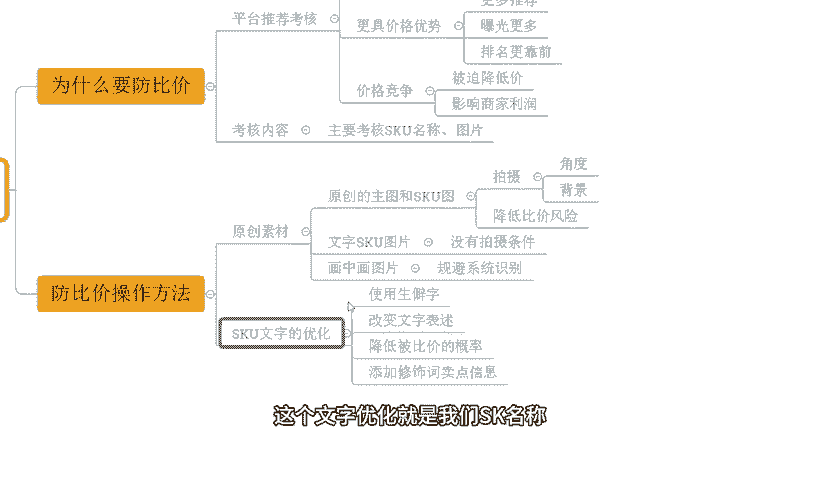 更多推荐
平台推荐考核
更具价格优势
曝光更多
排名更靠前
为什么要防比价
价格竞争
被迫降低价
影响商家利润
考核内容
主要考核SKU名称、图片
角度
拍摄
背景
原创的主图和SKU图
降低比价风险
原创素材
文字SKU图片
没有拍摄条件
画中画图片
规避系统识别
防比价操作方法
使用生僻字
改变文字表述
SKU文字的优化
降低被比价的概率
添加修饰词卖点信息
这个文字优化就是我们SK名称